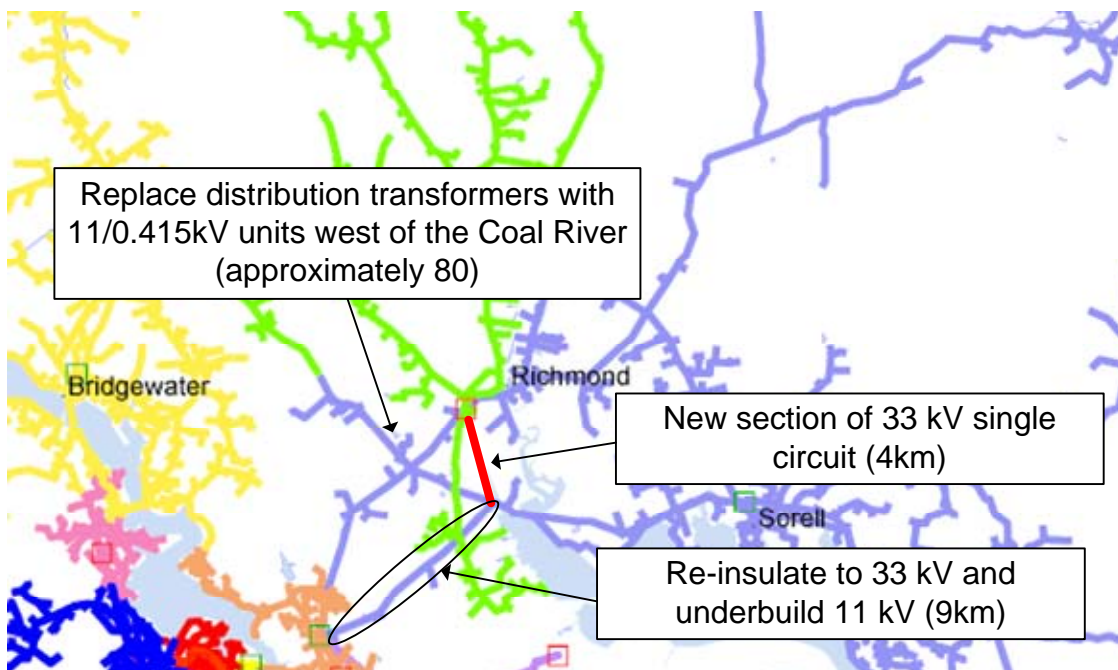 Replace distribution transformers with
11/0.415kV units west of the Coal River
(approximately 80)
Bridgewater
Richmond
New section of 33 kV single
circuit (4km)
Sorell
Re-insulate to 33 kV and
underbuild 11 kV (9km)